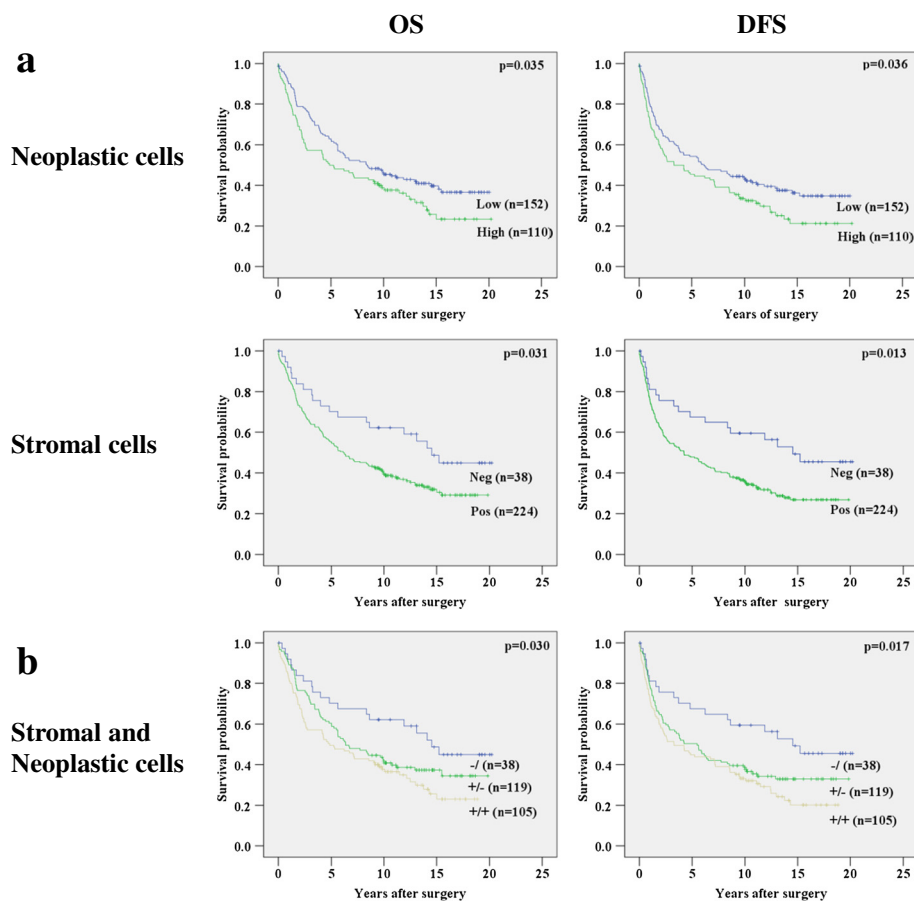 OS
DFS
a
Neoplastic cells
Survival probability
1.0
0.8
0.6
0.4
0.2
0.0
p=0.035
Low (n=152)
High (n=110)
0 5 10 15 20 25
Years after surgery
Survival probability
1.0
0.8
0.6
0.4
0.2
0.0
p=0.036
Low (n=152)
High (n=110)
0 5 10 15 20 25
Years of surgery
Stromal cells
Survival probability
1.0
0.8
0.6
0.4
0.2
0.0
p=0.031
Neg (n=38)
Pos (n=224)
0 5 10 15 20 25
Years after surgery
Survival probability
1.0
0.8
0.6
0.4
0.2
0.0
p=0.013
Neg (n=38)
Pos (n=224)
0 5 10 15 20 25
Years after surgery
b
Stromal and
Neoplastic cells
Survival probability
1.0
0.8
0.6
0.4
0.2
0.0
p=0.030
-/ (n=38)
+/- (n=119)
+/+ (n=105)
0 5 10 15 20 25
Years after surgery
Survival probability
1.0
0.8
0.6
0.4
0.2
0.0
p=0.017
-/ (n=38)
+/- (n=119)
+/+ (n=105)
0 5 10 15 20 25
Years after surgery